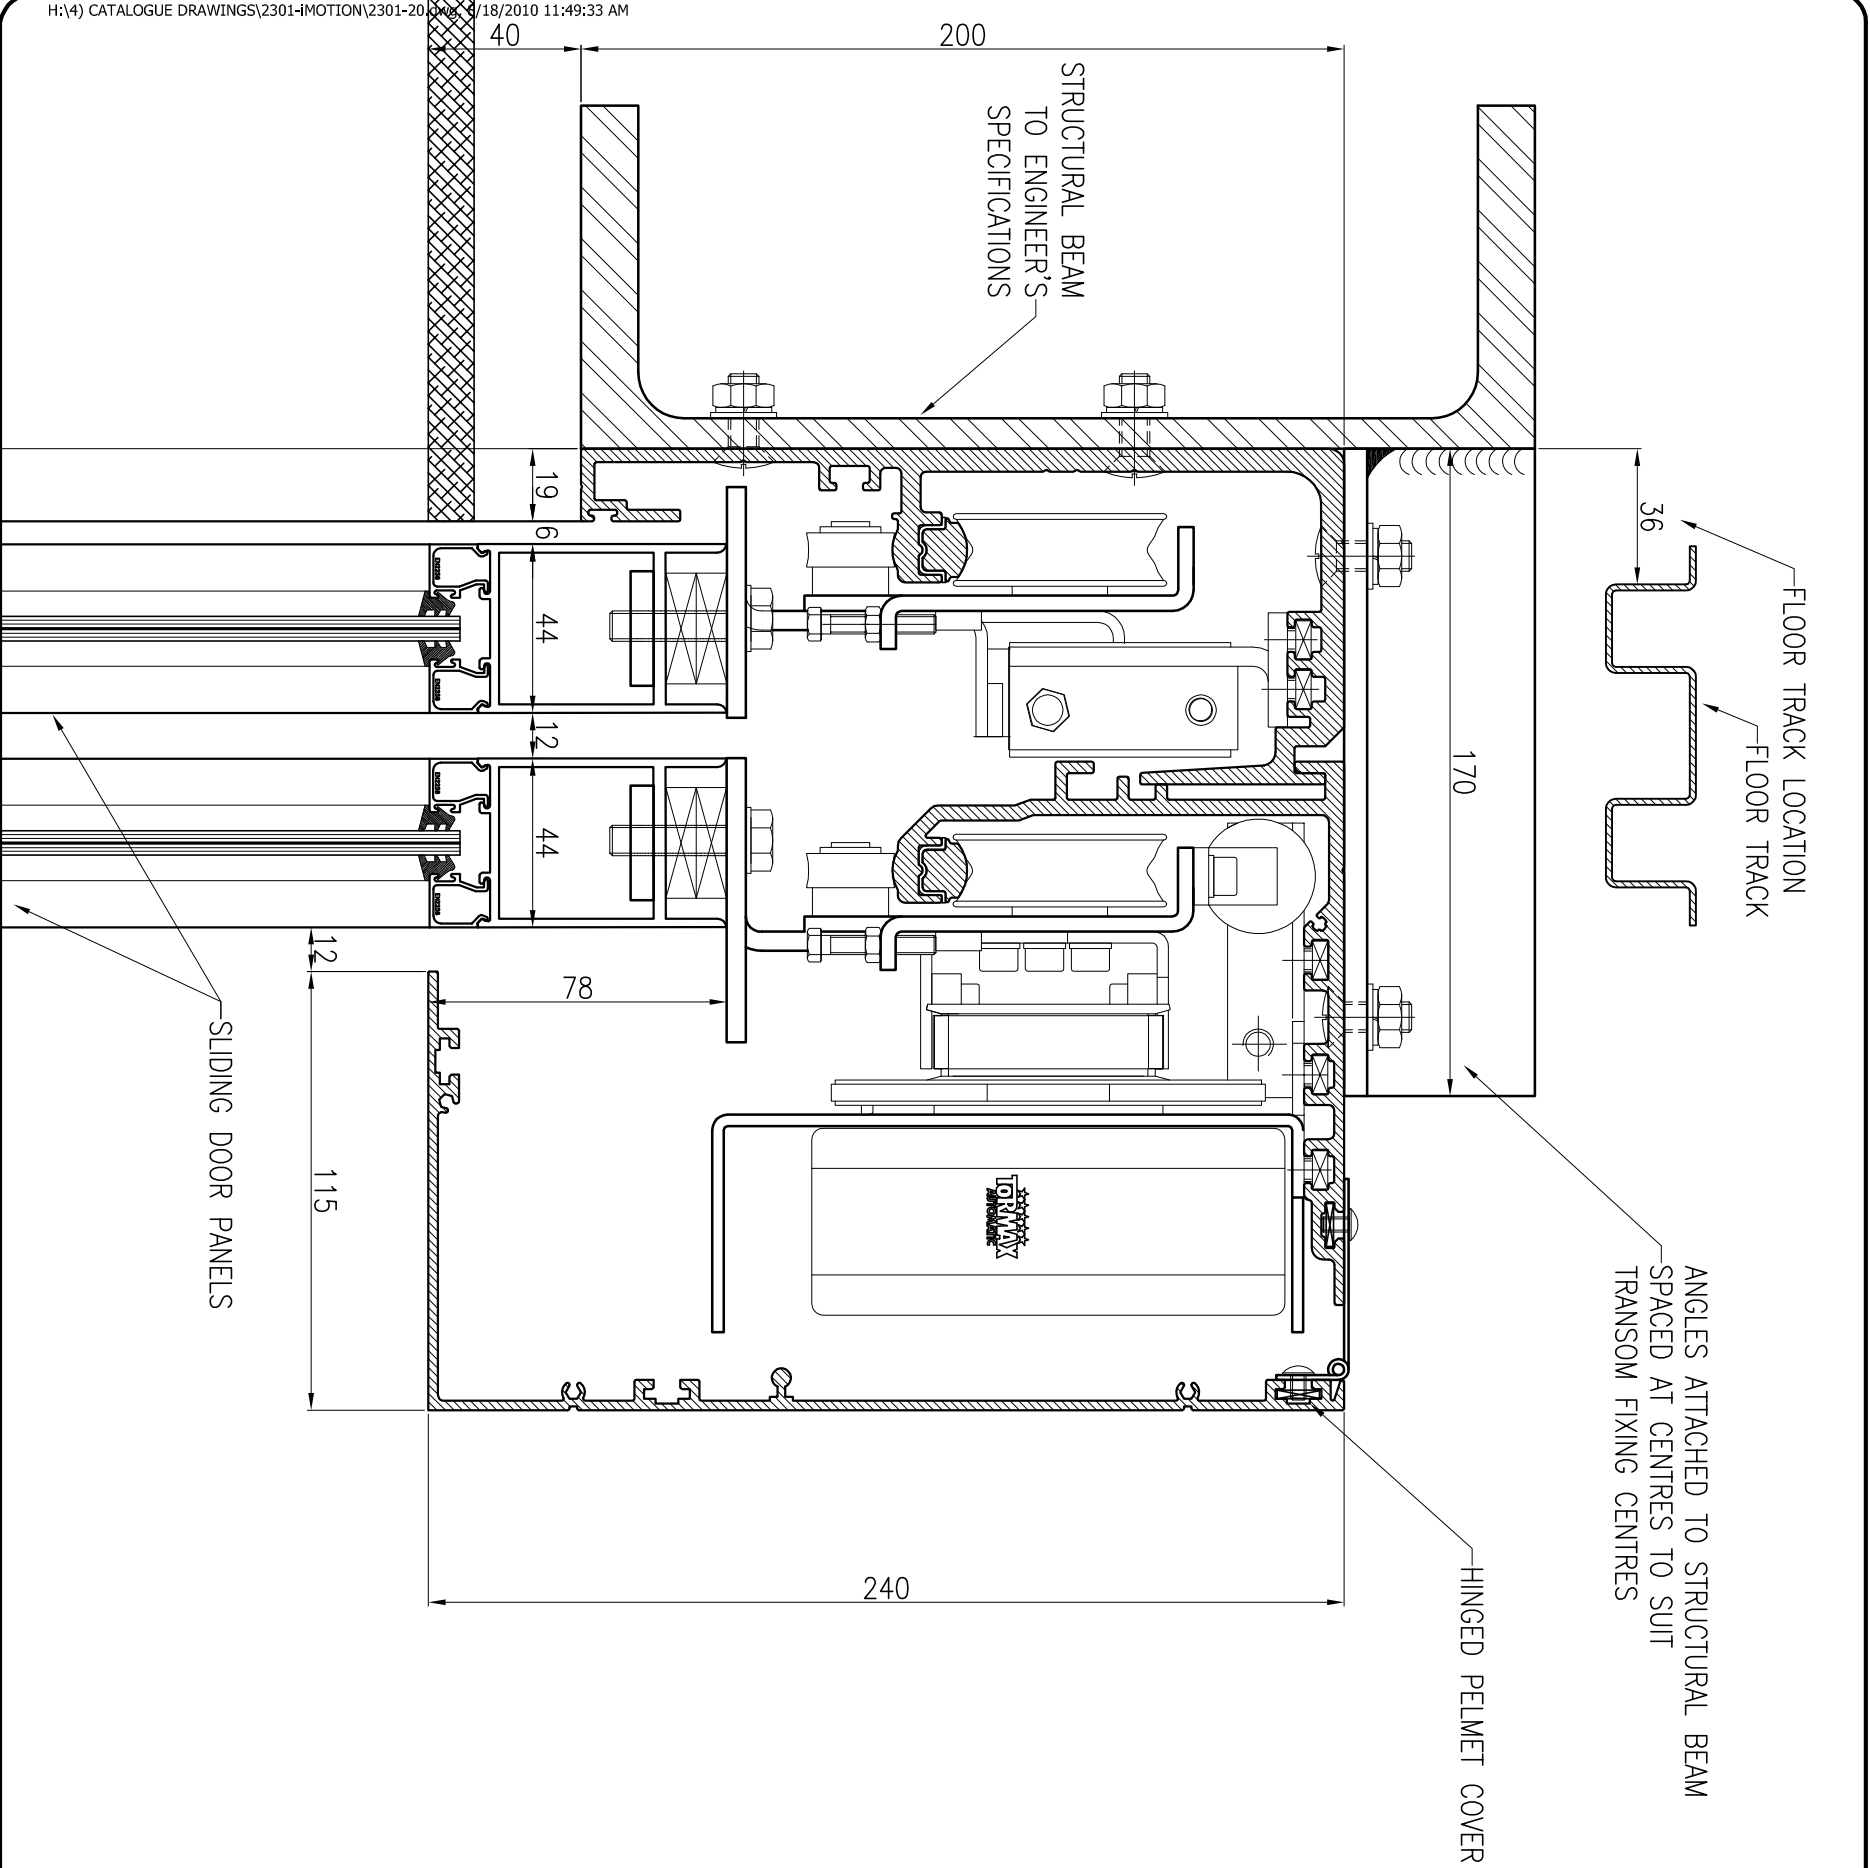 H:\4) CATALOGUE DRAWINGS\2301-iMOTION\2301-20.dwg, 6/18/2010 11:49:33 AM
40
200
STRUCTURAL BEAM
TO ENGINEER'S
SPECIFICATIONS
36
FLOOR TRACK LOCATION
FLOOR TRACK
170
19
6
44
12
44
12
78
115
SLIDING DOOR PANELS
TORMAX
AUTOMATIC
ANGLES ATTACHED TO STRUCTURAL BEAM
SPACED AT CENTRES TO SUIT
TRANSOM FIXING CENTRES
HINGED PELMET COVER
240